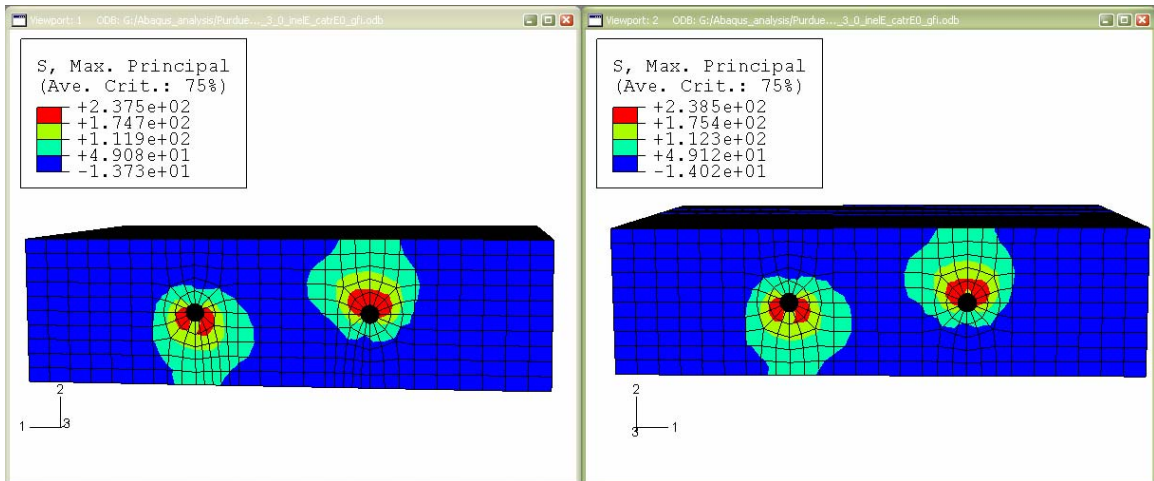 Viewport: 1 ODB: G:/Abaqus_analysis/Purdue..._3_0_inelE_catrE0_gfi.odb
S, Max. Principal
(Ave. Crit.: 75%)
+2.375e+02
+1.747e+02
+1.119e+02
+4.908e+01
-1.373e+01
2
1
3
Viewport: 2 ODB: G:/Abaqus_analysis/Purdue..._3_0_inelE_catrE0_gfi.odb
S, Max. Principal
(Ave. Crit.: 75%)
+2.385e+02
+1.754e+02
+1.123e+02
+4.912e+01
-1.402e+01
2
3
1